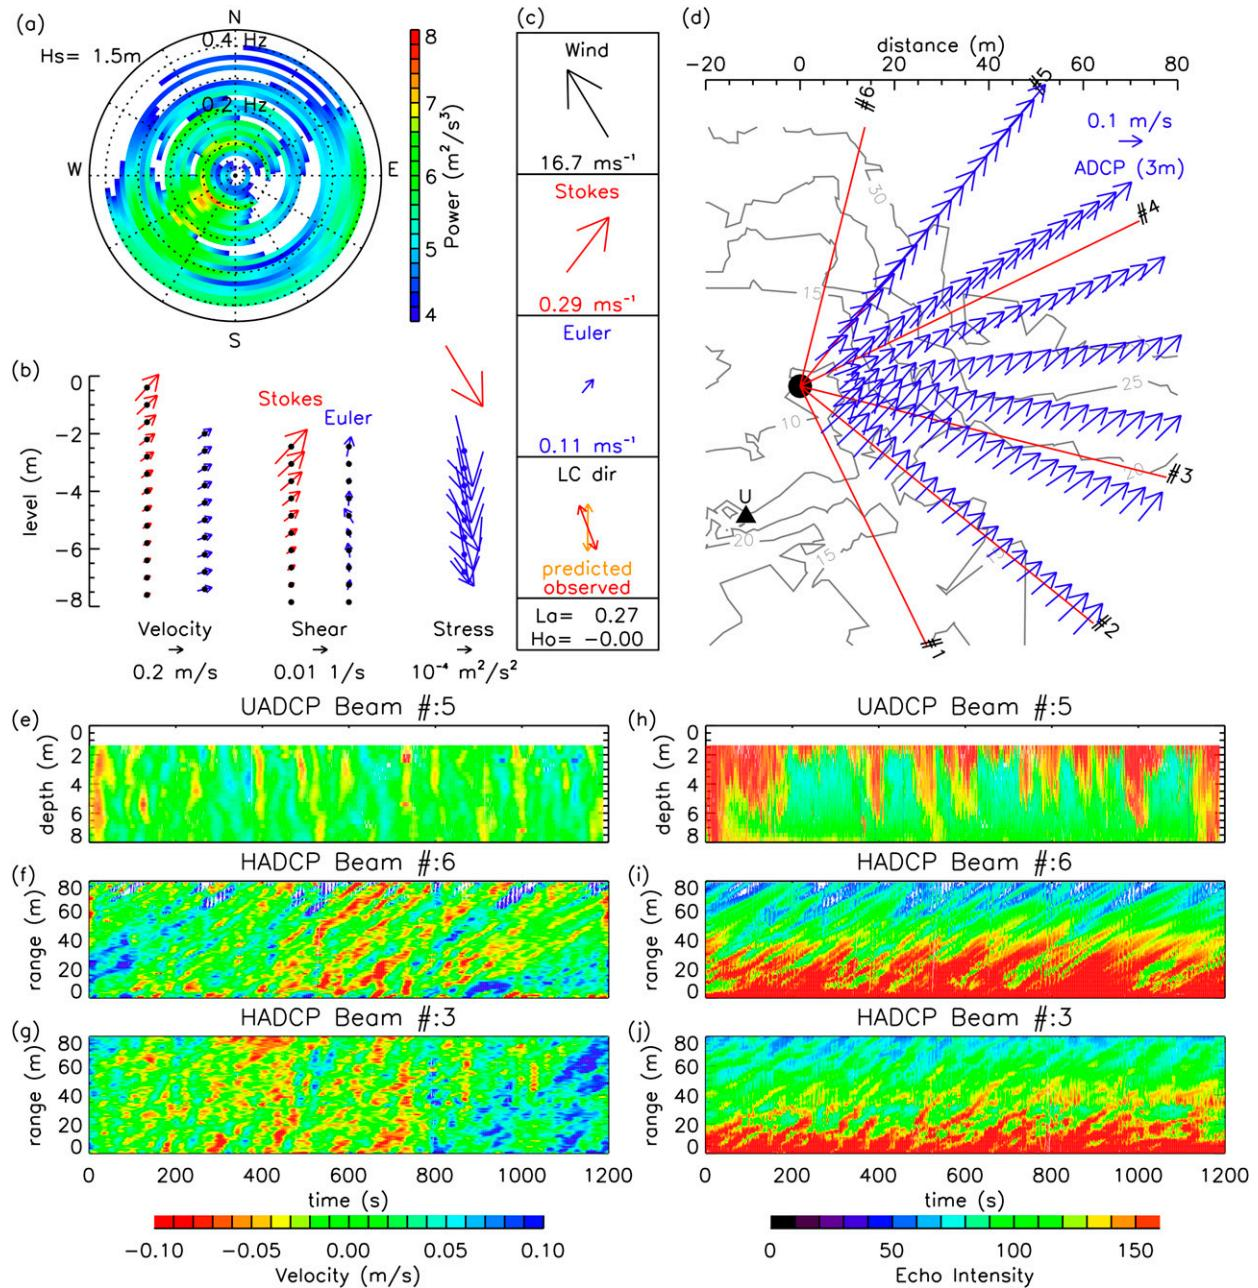 (a)
N
Hs= 1.5m
0.4 Hz
0.2 Hz
W
E
S
8
7
6
5
4
Power (m²/s³)
(b)
0
−2
−4
−6
−8
level (m)
Stokes
Euler
Velocity
0.2 m/s
Shear
0.01 1/s
Stress
10⁻⁴ m²/s²
(c)
Wind
16.7 ms⁻¹
Stokes
0.29 ms⁻¹
Euler
0.11 ms⁻¹
LC dir
predicted
observed
La= 0.27
Ho= −0.00
(d)
distance (m)
−20 0 20 40 60 80
#6
#5
0.1 m/s
ADCP (3m)
#4
30
15
25
10
20
#3
U
20
15
#2
#1
(e)
UADCP Beam #:5
0
2
4
6
8
depth (m)
(f)
HADCP Beam #:6
80
60
40
20
0
range (m)
(g)
HADCP Beam #:3
80
60
40
20
0
range (m)
0 200 400 600 800 1000 1200
time (s)
−0.10 −0.05 0.00 0.05 0.10
Velocity (m/s)
(h)
UADCP Beam #:5
0
2
4
6
8
depth (m)
(i)
HADCP Beam #:6
80
60
40
20
0
range (m)
(j)
HADCP Beam #:3
80
60
40
20
0
range (m)
0 200 400 600 800 1000 1200
time (s)
0 50 100 150
Echo Intensity